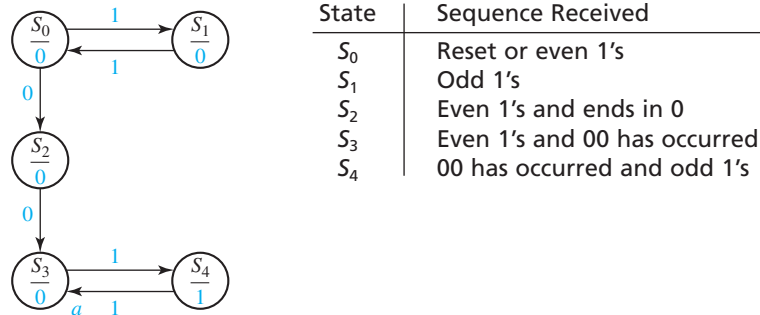 S0
0
1
1
S1
0
0
S2
0
0
S3
0
1
a 1
S4
1
State Sequence Received
S0 Reset or even 1's
S1 Odd 1's
S2 Even 1's and ends in 0
S3 Even 1's and 00 has occurred
S4 00 has occurred and odd 1's